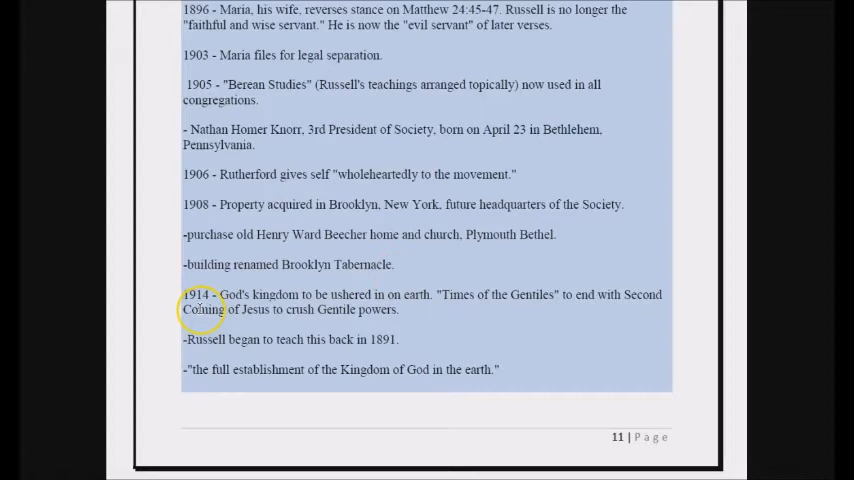 1896 - Maria, his wife, reverses stance on Matthew 24:45-47. Russell is no longer the
"faithful and wise servant." He is now the "evil servant" of later verses.
1903 - Maria files for legal separation.
1905 - "Berean Studies" (Russell's teachings arranged topically) now used in all
congregations.
- Nathan Homer Knorr, 3rd President of Society, born on April 23 in Bethlehem,
Pennsylvania.
1906 - Rutherford gives self "wholeheartedly to the movement."
1908 - Property acquired in Brooklyn, New York, future headquarters of the Society.
-purchase old Henry Ward Beecher home and church, Plymouth Bethel.
-building renamed Brooklyn Tabernacle.
1914 - God's kingdom to be ushered in on earth. "Times of the Gentiles" to end with Second
Coming of Jesus to crush Gentile powers.
-Russell began to teach this back in 1891.
-"the full establishment of the Kingdom of God in the earth."
11 | Page